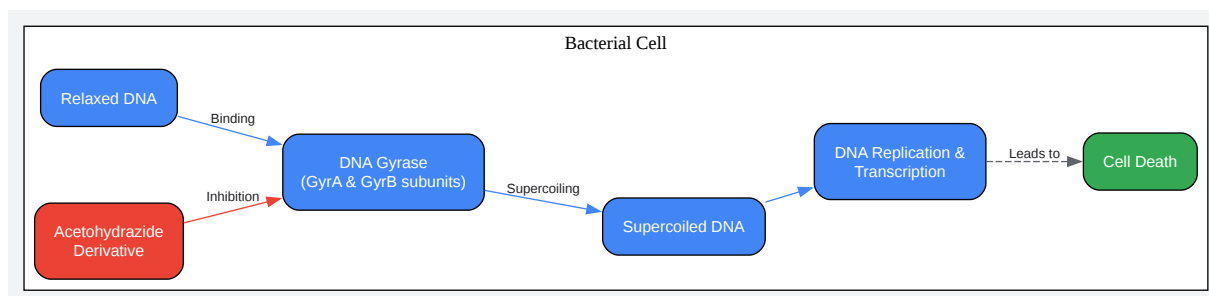 Bacterial Cell
Relaxed DNA
Binding
DNA Gyrase
(GyrA & GyrB subunits)
Acetohydrazide
Derivative
Inhibition
Supercoiling
Supercoiled DNA
DNA Replication &
Transcription
Leads to
Cell Death